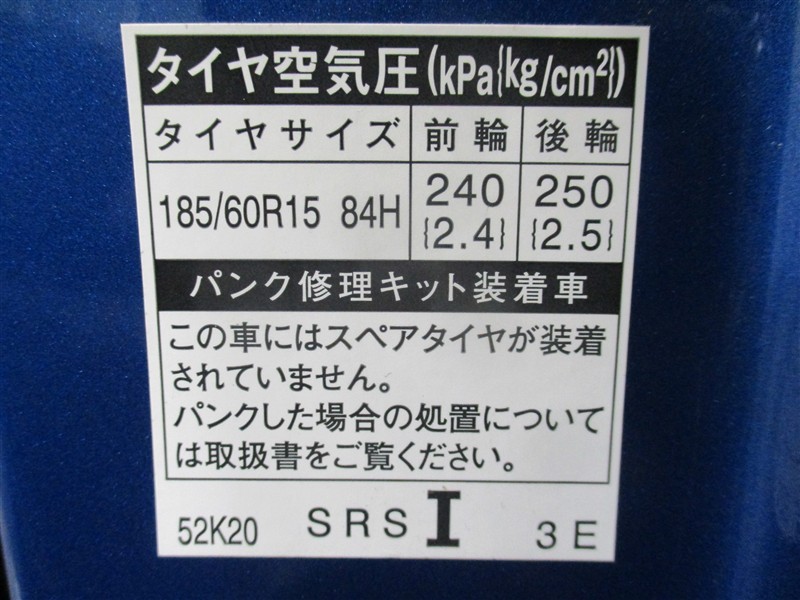 タイヤ空気圧(kPa{kg/cm²})
タイヤサイズ 前輪 後輪
185/60R15 84H 240 {2.4} 250 {2.5}
パンク修理キット装着車
この車にはスペアタイヤが装着
されていません。
パンクした場合の処置について
は取扱書をご覧ください。
52K20 SRS I 3E